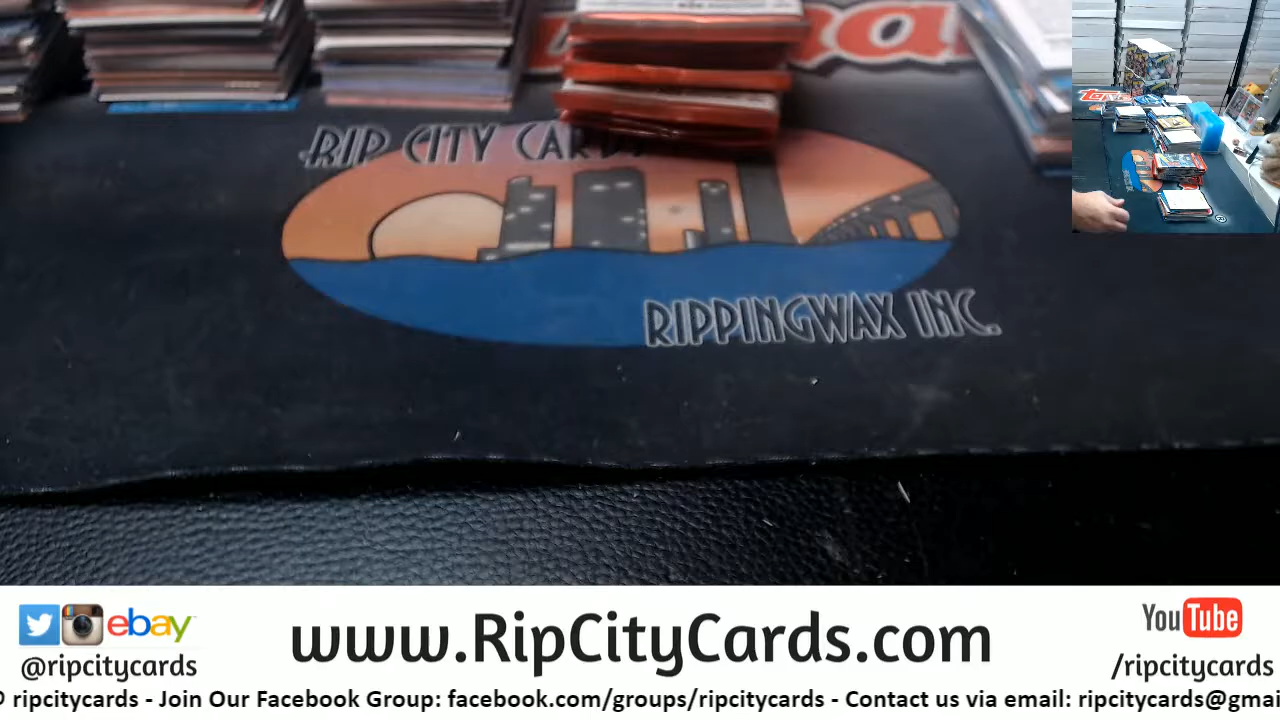 RIP CITY CARDS
RIPPINGWAX INC.
ebay
@ripcitycards
www.RipCityCards.com
YouTube
/ripcitycards
ripcitycards - Join Our Facebook Group: facebook.com/groups/ripcitycards - Contact us via email: ripcitycards@gmai